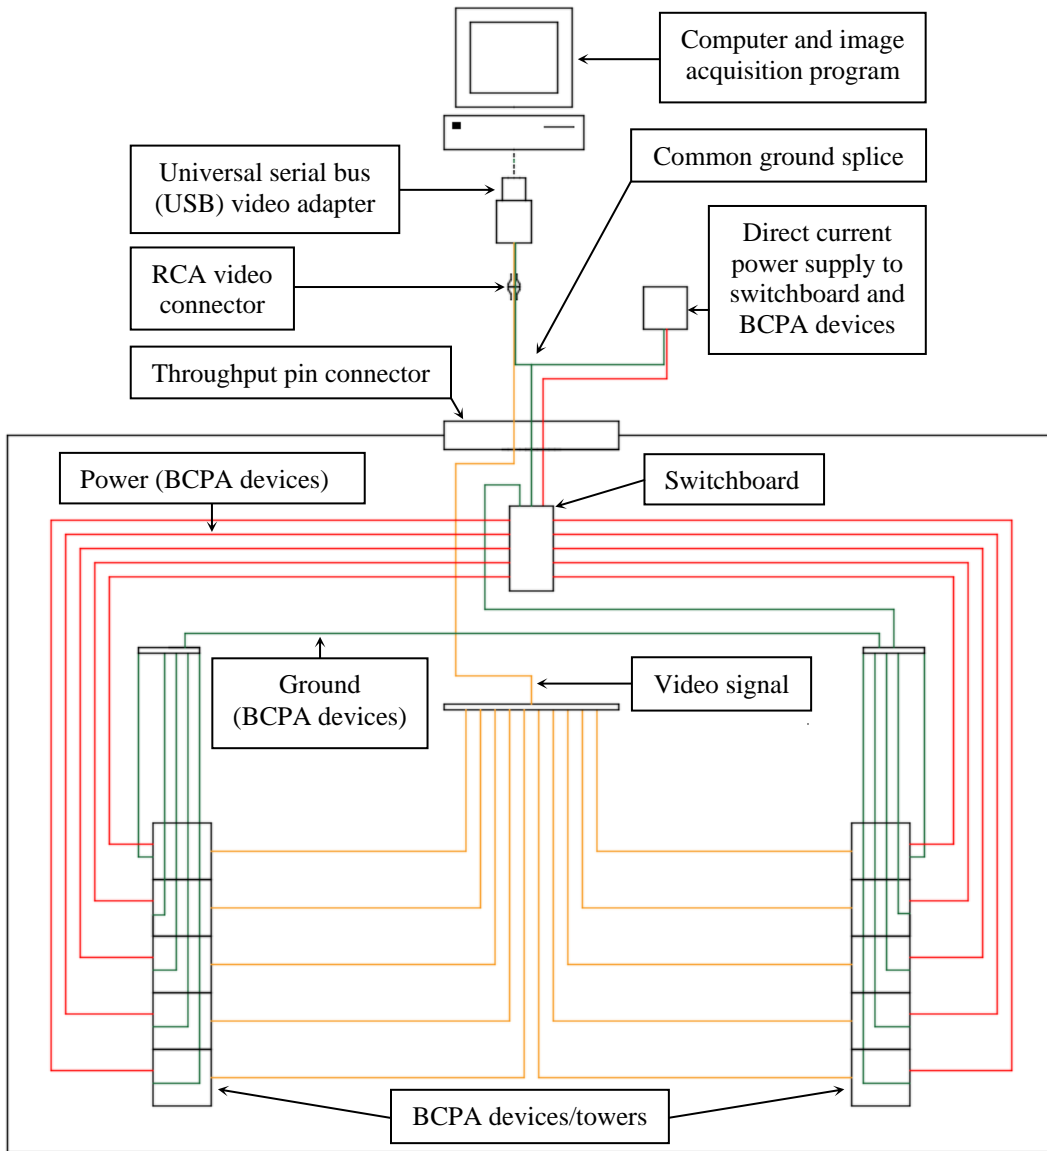 Computer and image
acquisition program
Common ground splice
Universal serial bus
(USB) video adapter
Direct current
power supply to
switchboard and
BCPA devices
RCA video
connector
Throughput pin connector
Power (BCPA devices)
Switchboard
Ground
(BCPA devices)
Video signal
BCPA devices/towers